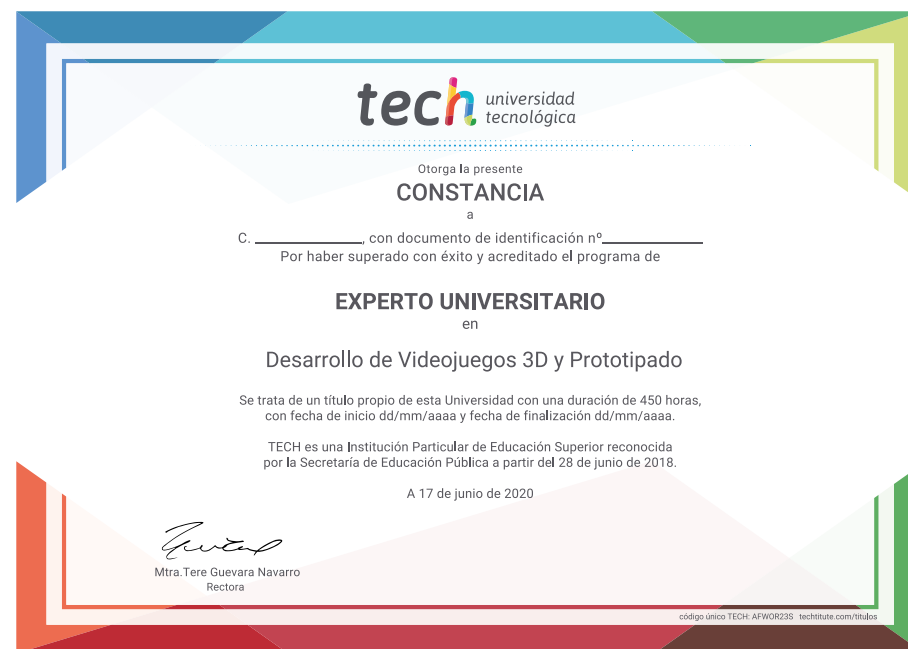 tech universidad
tecnológica
Otorga la presente
CONSTANCIA
a
C. ____________, con documento de identificación nº____________
Por haber superado con éxito y acreditado el programa de
EXPERTO UNIVERSITARIO
en
Desarrollo de Videojuegos 3D y Prototipado
Se trata de un título propio de esta Universidad con una duración de 450 horas,
con fecha de inicio dd/mm/aaaa y fecha de finalización dd/mm/aaaa.
TECH es una Institución Particular de Educación Superior reconocida
por la Secretaría de Educación Pública a partir del 28 de junio de 2018.
A 17 de junio de 2020
Mtra.Tere Guevara Navarro
Rectora
código único TECH: AFWOR23S techtitute.com/titulos